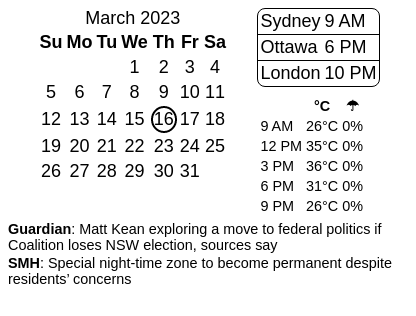 March 2023
Su Mo Tu We Th Fr Sa
1 2 3 4
5 6 7 8 9 10 11
12 13 14 15 16 17 18
19 20 21 22 23 24 25
26 27 28 29 30 31
Sydney 9 AM
Ottawa 6 PM
London 10 PM
°C ☂
9 AM 26°C 0%
12 PM 35°C 0%
3 PM 36°C 0%
6 PM 31°C 0%
9 PM 26°C 0%
Guardian: Matt Kean exploring a move to federal politics if
Coalition loses NSW election, sources say
SMH: Special night-time zone to become permanent despite
residents’ concerns